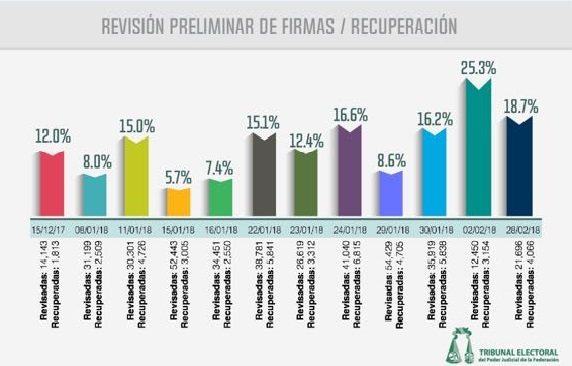 REVISIÓN PRELIMINAR DE FIRMAS / RECUPERACIÓN
12.0%
8.0%
15.0%
5.7%
7.4%
15.1%
12.4%
16.6%
8.6%
16.2%
25.3%
18.7%
15/12/17
08/01/18
11/01/18
15/01/18
16/01/18
22/01/18
23/01/18
24/01/18
29/01/18
30/01/18
02/02/18
28/02/18
Revisadas: 14,143
Recuperadas: 1,813
Revisadas: 31,199
Recuperadas: 2,509
Revisadas:
Recuperadas: 4,726
Revisadas: 52,443
Recuperadas: 3,005
Revisadas: 34,451
Recuperadas: 2,550
Revisadas: 38,781
Recuperadas: 5,841
Revisadas: 26,619
Recuperadas: 3,312
Revisadas: 41,040
Recuperadas: 6,815
Revisadas: 54,429
Recuperadas: 4,705
Revisadas: 35,919
Recuperadas: 5,838
Revisadas: 12,450
Recuperadas: 3,154
Revisadas: 21,696
Recuperadas: 4,066
TRIBUNAL ELECTORAL
del Poder Judicial de la Federación